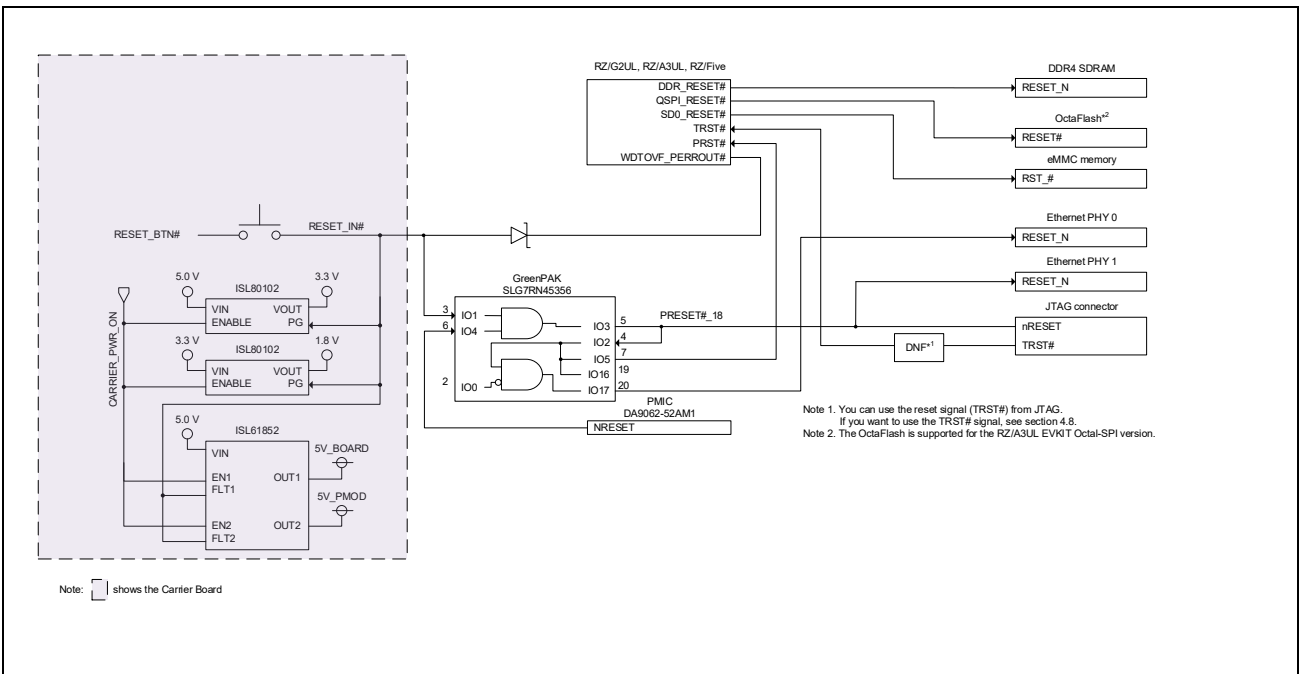 RZ/G2UL, RZ/A3UL, RZ/Five
DDR_RESET#
QSPI_RESET#
SD0_RESET#
TRST#
PRST#
WDTOVF_PERROUT#
DDR4 SDRAM
RESET_N
OctaFlash*2
RESET#
eMMC memory
RST_#
Ethernet PHY 0
RESET_N
Ethernet PHY 1
RESET_N
JTAG connector
nRESET
TRST#
DNF*1
RESET_BTN#
RESET_IN#
CARRIER_PWR_ON
5.0 V
ISL80102
3.3 V
VIN
VOUT
ENABLE
PG
3.3 V
ISL80102
1.8 V
VIN
VOUT
ENABLE
PG
5.0 V
ISL61852
VIN
5V_BOARD
EN1
OUT1
FLT1
5V_PMOD
EN2
OUT2
FLT2
GreenPAK
SLG7RN45356
3
IO1
6
IO4
2
IO0
IO3
5
PRESET#_18
IO2
4
IO5
7
IO16
19
IO17
20
PMIC
DA9062-52AM1
NRESET
Note 1. You can use the reset signal (TRST#) from JTAG.
If you want to use the TRST# signal, see section 4.8.
Note 2. The OctaFlash is supported for the RZ/A3UL EVKIT Octal-SPI version.
Note: shows the Carrier Board